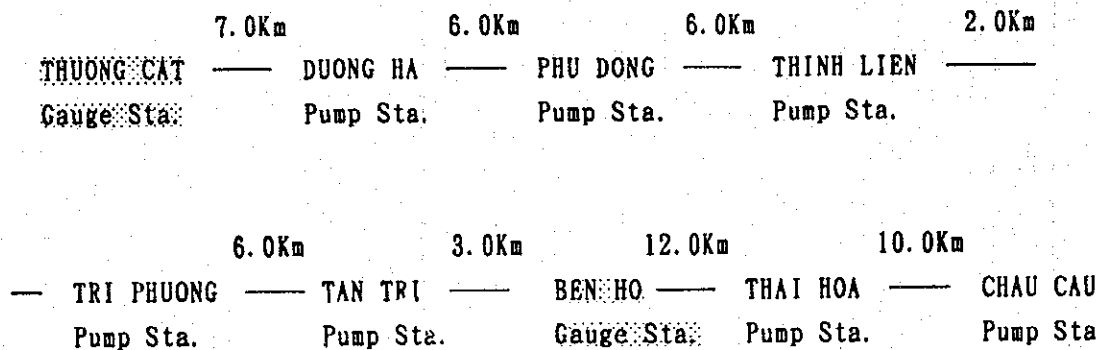 7.0Km 6.0Km 6.0Km 2.0Km
THUONG CAT —— DUONG HA —— PHU DONG —— THINH LIEN ——
Gauge Sta. Pump Sta. Pump Sta. Pump Sta.
6.0Km 3.0Km 12.0Km 10.0Km
— TRI PHUONG —— TAN TRI —— BEN HO —— THAI HOA —— CHAU CAU
Pump Sta. Pump Sta. Gauge Sta. Pump Sta. Pump Sta